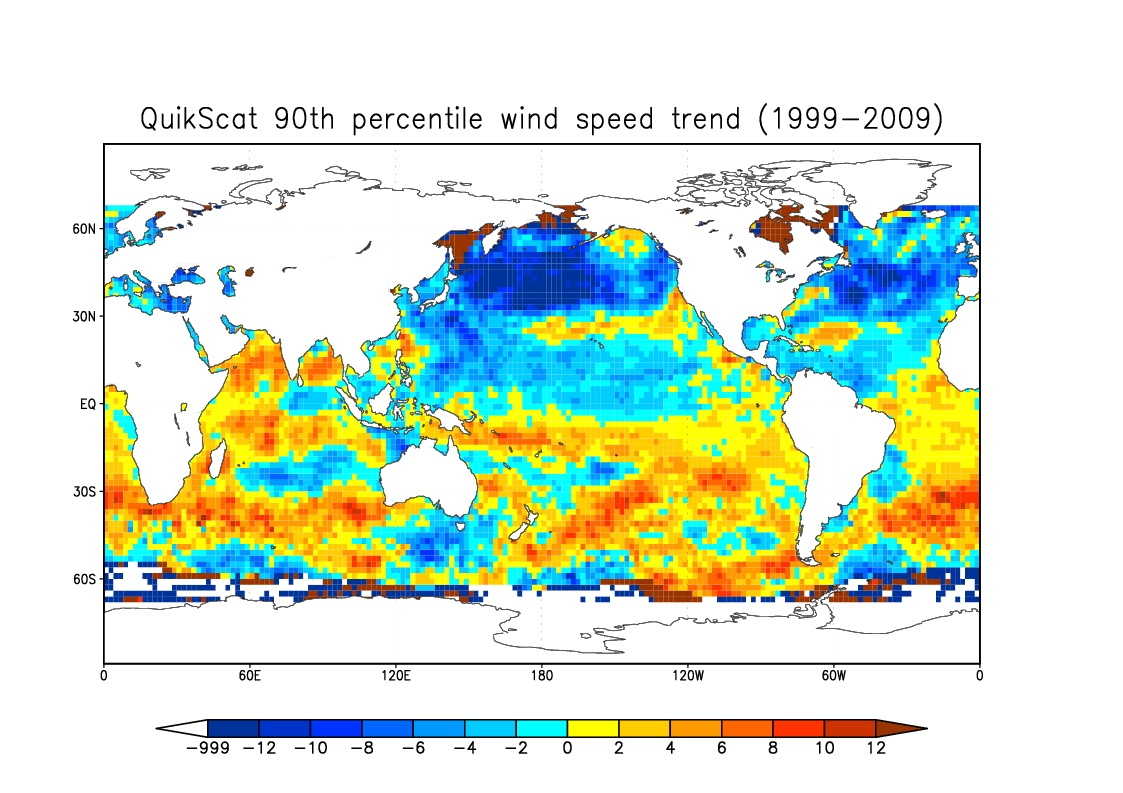 QuikScat 90th percentile wind speed trend (1999−2009)
60N
30N
EQ
30S
60S
0 60E 120E 180 120W 60W 0
−999 −12 −10 −8 −6 −4 −2 0 2 4 6 8 10 12